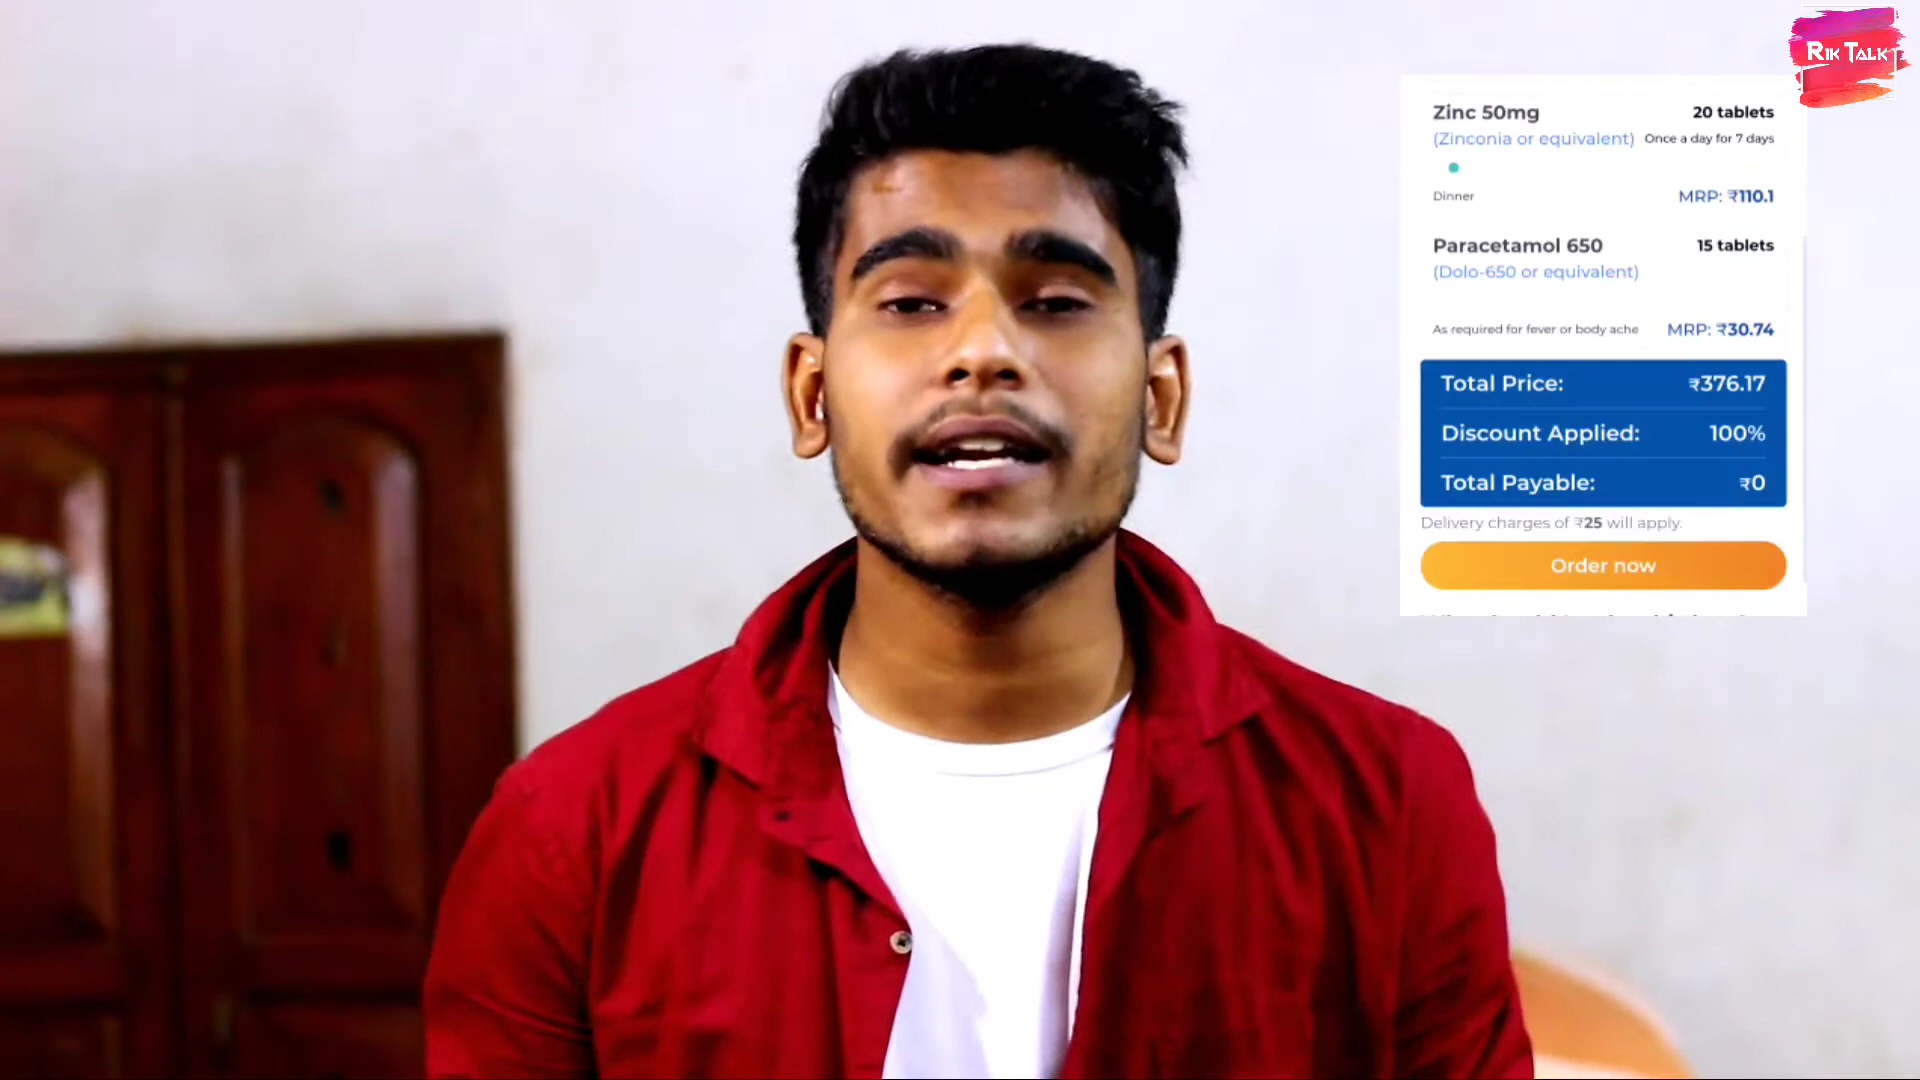 RIK TALK
Zinc 50mg 20 tablets
(Zinconia or equivalent) Once a day for 7 days
Dinner MRP: ₹110.1
Paracetamol 650 15 tablets
(Dolo-650 or equivalent)
As required for fever or body ache MRP: ₹30.74
Total Price: ₹376.17
Discount Applied: 100%
Total Payable: ₹0
Delivery charges of ₹25 will apply.
Order now